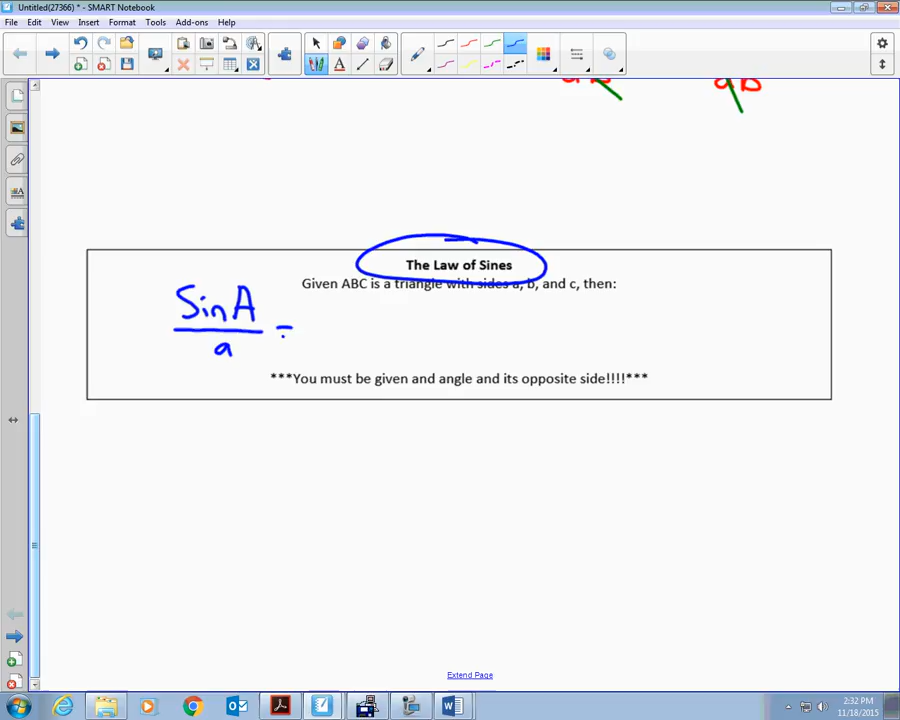 Untitled(27366) * - SMART Notebook
File Edit View Insert Format Tools Add-ons Help
The Law of Sines
Given ABC is a triangle with sides a, b, and c, then:
Sin A
a
=
***You must be given and angle and its opposite side!!!!***
Extend Page
2:32 PM
11/18/2015